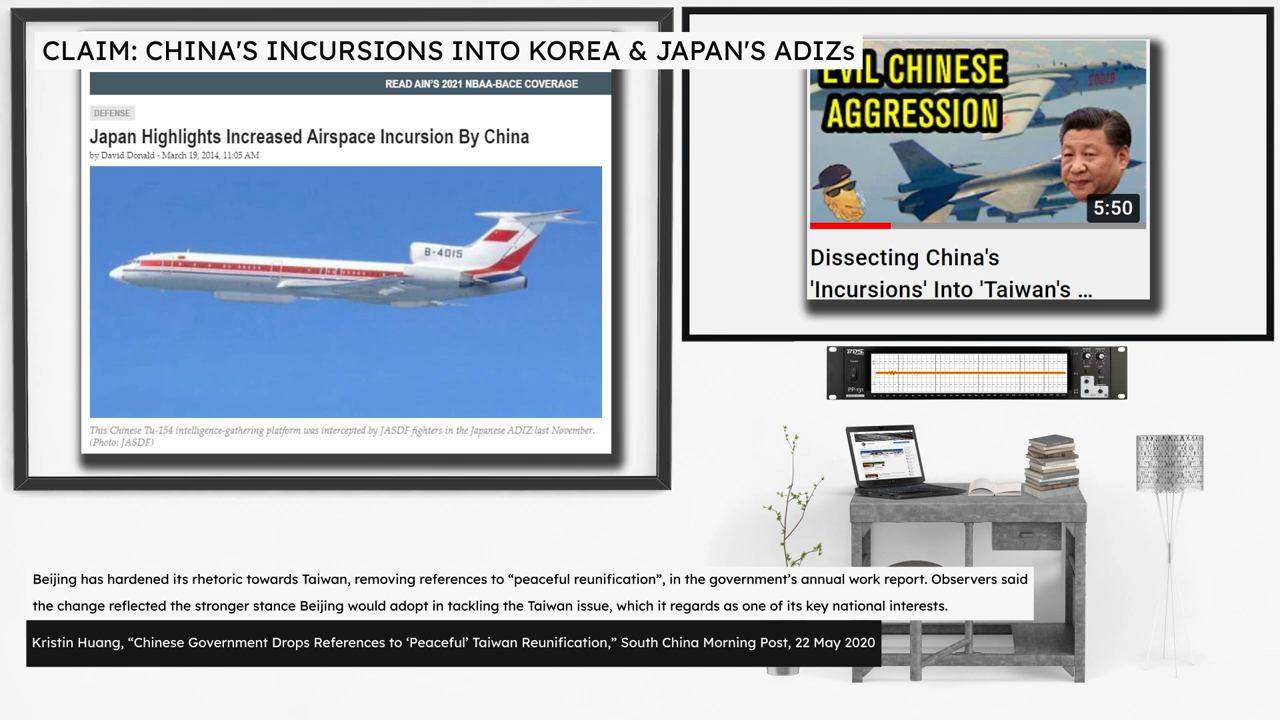 CLAIM: CHINA'S INCURSIONS INTO KOREA & JAPAN'S ADIZs
READ AIN'S 2021 NBAA-BACE COVERAGE
DEFENSE
Japan Highlights Increased Airspace Incursion By China
by David Donald - March 19, 2014, 11:05 AM
B-4015
This Chinese Tu-154 intelligence-gathering platform was intercepted by JASDF fighters in the Japanese ADIZ last November.
(Photo: JASDF)
EVIL CHINESE
AGGRESSION
5:50
Dissecting China's
'Incursions' Into 'Taiwan's ...
PP-131
Beijing has hardened its rhetoric towards Taiwan, removing references to “peaceful reunification”, in the government’s annual work report. Observers said
the change reflected the stronger stance Beijing would adopt in tackling the Taiwan issue, which it regards as one of its key national interests.
Kristin Huang, “Chinese Government Drops References to ‘Peaceful’ Taiwan Reunification,” South China Morning Post, 22 May 2020